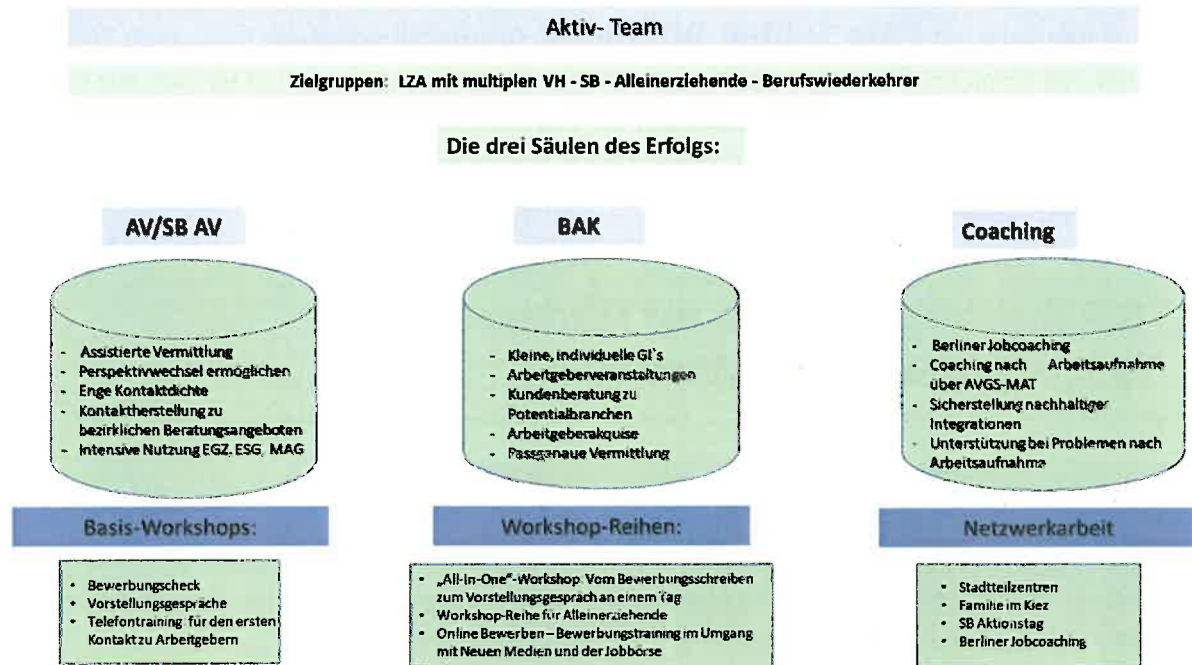 Aktiv- Team
Zielgruppen: LZA mit multiplen VH - SB - Alleinerziehende - Berufswiederkehrer
Die drei Säulen des Erfolgs:
AV/SB AV
- Assistierte Vermittlung
- Perspektivwechsel ermöglichen
- Enge Kontaktdichte
- Kontaktherstellung zu
bezirklichen Beratungsangeboten
- Intensive Nutzung EGZ, ESG, MAG
Basis-Workshops:
• Bewerbungscheck
• Vorstellungsgespräche
• Telefontraining für den ersten
Kontakt zu Arbeitgebern
BAK
- Kleine, individuelle GI`s
- Arbeitgeberveranstaltungen
- Kundenberatung zu
Potentialbranchen
- Arbeitgeberakquise
- Passgenaue Vermittlung
Workshop-Reihen:
• „All-In-One“-Workshop Vom Bewerbungsschreiben
zum Vorstellungsgespräch an einem Tag
• Workshop-Reihe für Alleinerziehende
• Online Bewerben – Bewerbungstraining im Umgang
mit Neuen Medien und der Jobbörse
Coaching
- Berliner Jobcoaching
- Coaching nach Arbeitsaufnahme
über AVGS-MAT
- Sicherstellung nachhaltiger
Integrationen
- Unterstützung bei Problemen nach
Arbeitsaufnahme
Netzwerkarbeit
• Stadtteilzentren
• Familie im Kiez
• SB Aktionstag
• Berliner Jobcoaching